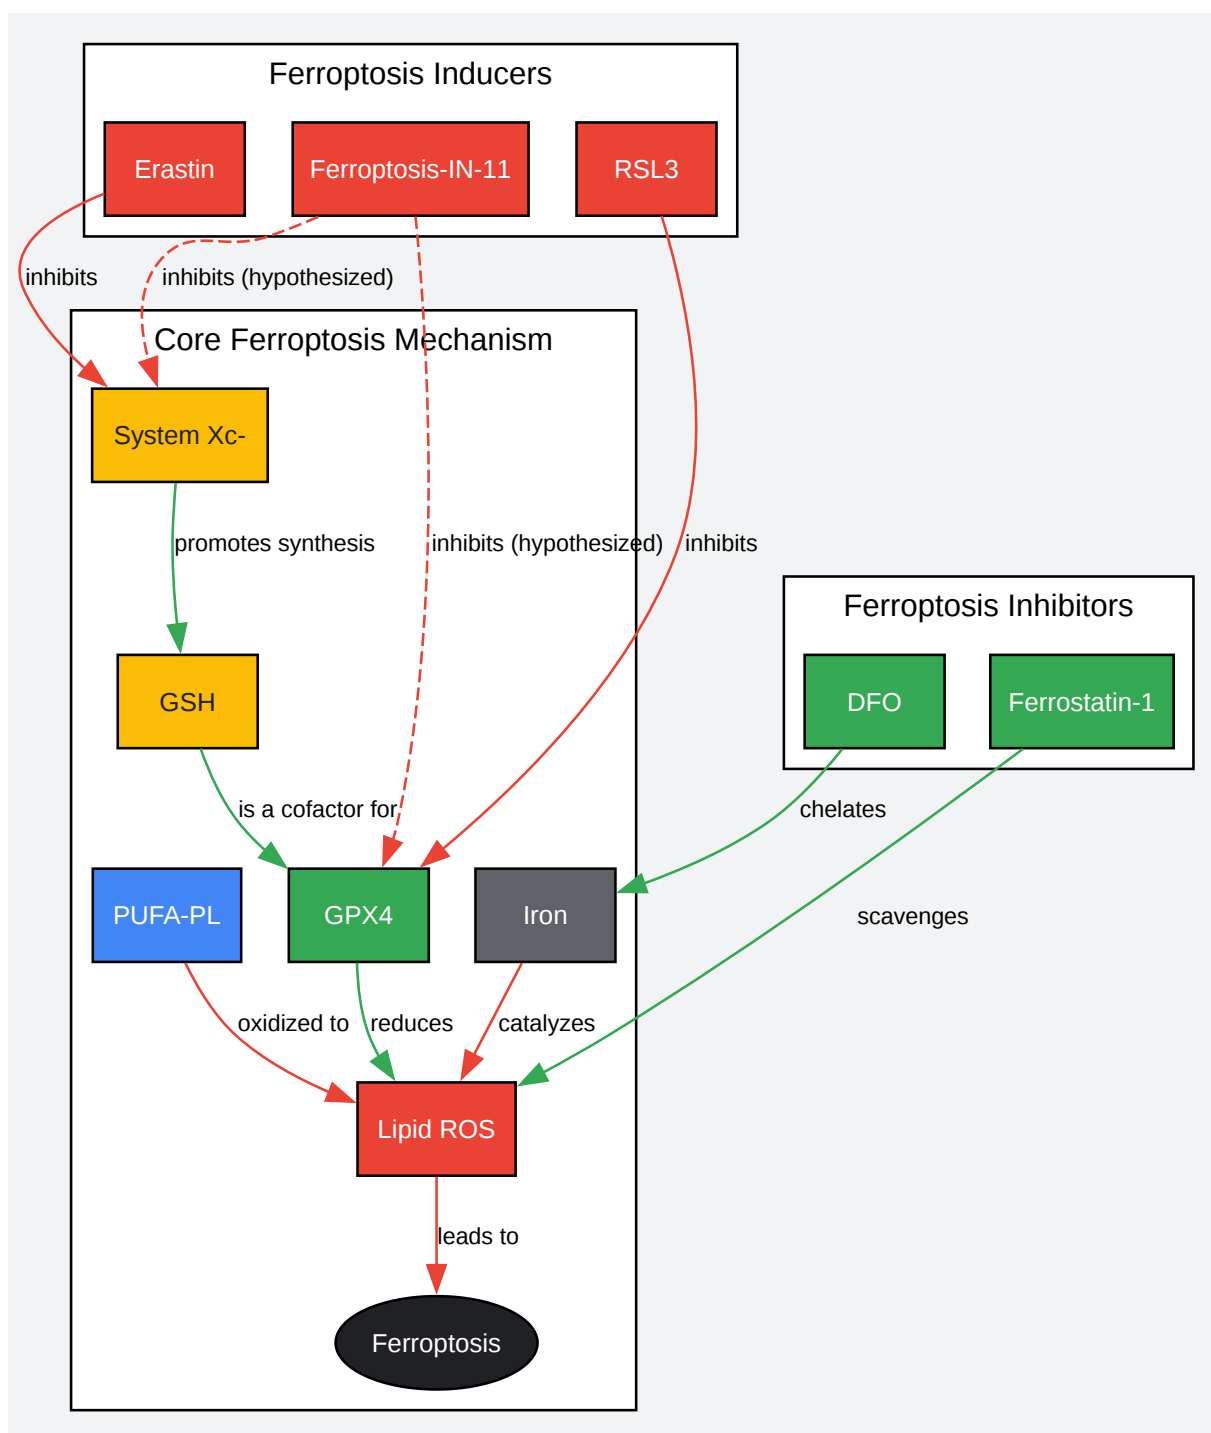 Ferroptosis Inducers
Erastin
Ferroptosis-IN-11
RSL3
inhibits
inhibits (hypothesized)
Core Ferroptosis Mechanism
System Xc-
promotes synthesis
inhibits (hypothesized)
inhibits
Ferroptosis Inhibitors
GSH
DFO
Ferrostatin-1
is a cofactor for
chelates
PUFA-PL
GPX4
Iron
scavenges
oxidized to
reduces
catalyzes
Lipid ROS
leads to
Ferroptosis